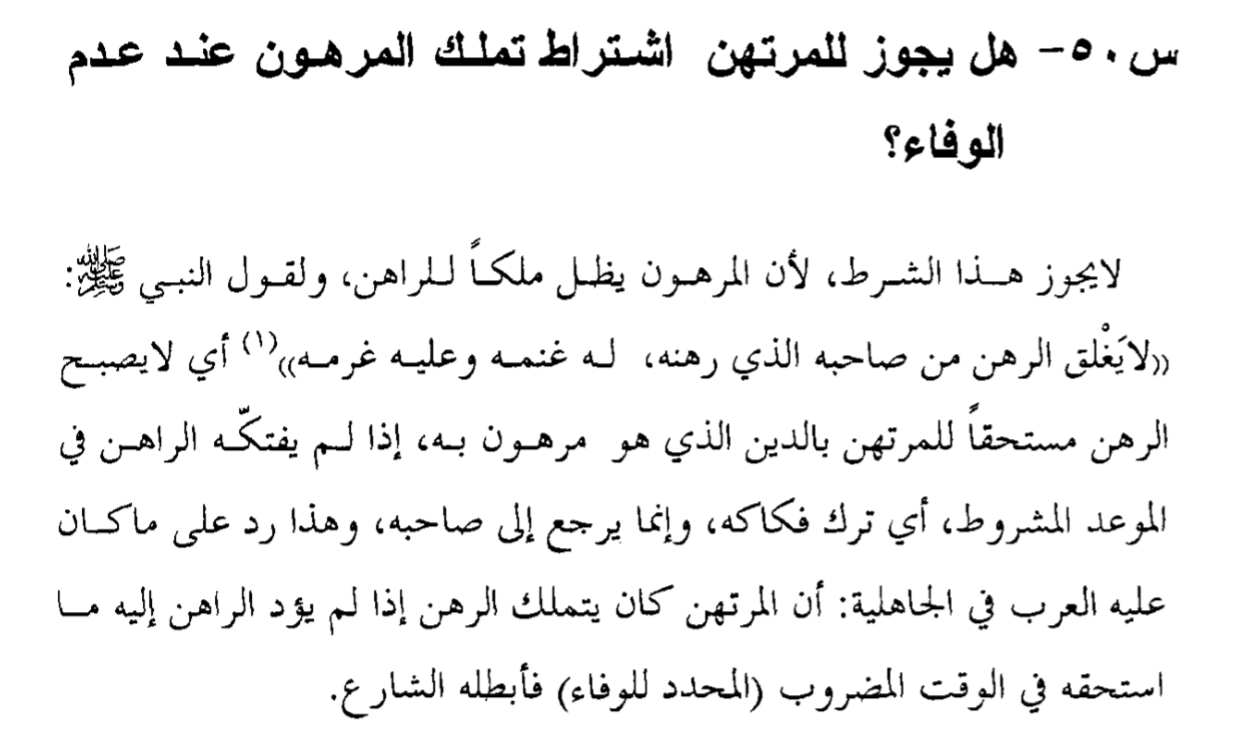 س٥٠- هل يجوز للمرتهن اشتراط تملك المرهون عند عدم
الوفاء؟
لايجوز هذا الشرط، لأن المرهون يظل ملكاً للراهن، ولقول النبي ﷺ:
((لايَغْلق الرهن من صاحبه الذي رهنه، له غنمه وعليه غرمه))(١) أي لايصبح
الرهن مستحقاً للمرتهن بالدين الذي هو مرهون به، إذا لم يفتكّه الراهن في
الموعد المشروط، أي ترك فكاكه، وإنما يرجع إلى صاحبه، وهذا رد على ماكان
عليه العرب في الجاهلية: أن المرتهن كان يتملك الرهن إذا لم يؤد الراهن إليه ما
استحقه في الوقت المضروب (المحدد للوفاء) فأبطله الشارع.